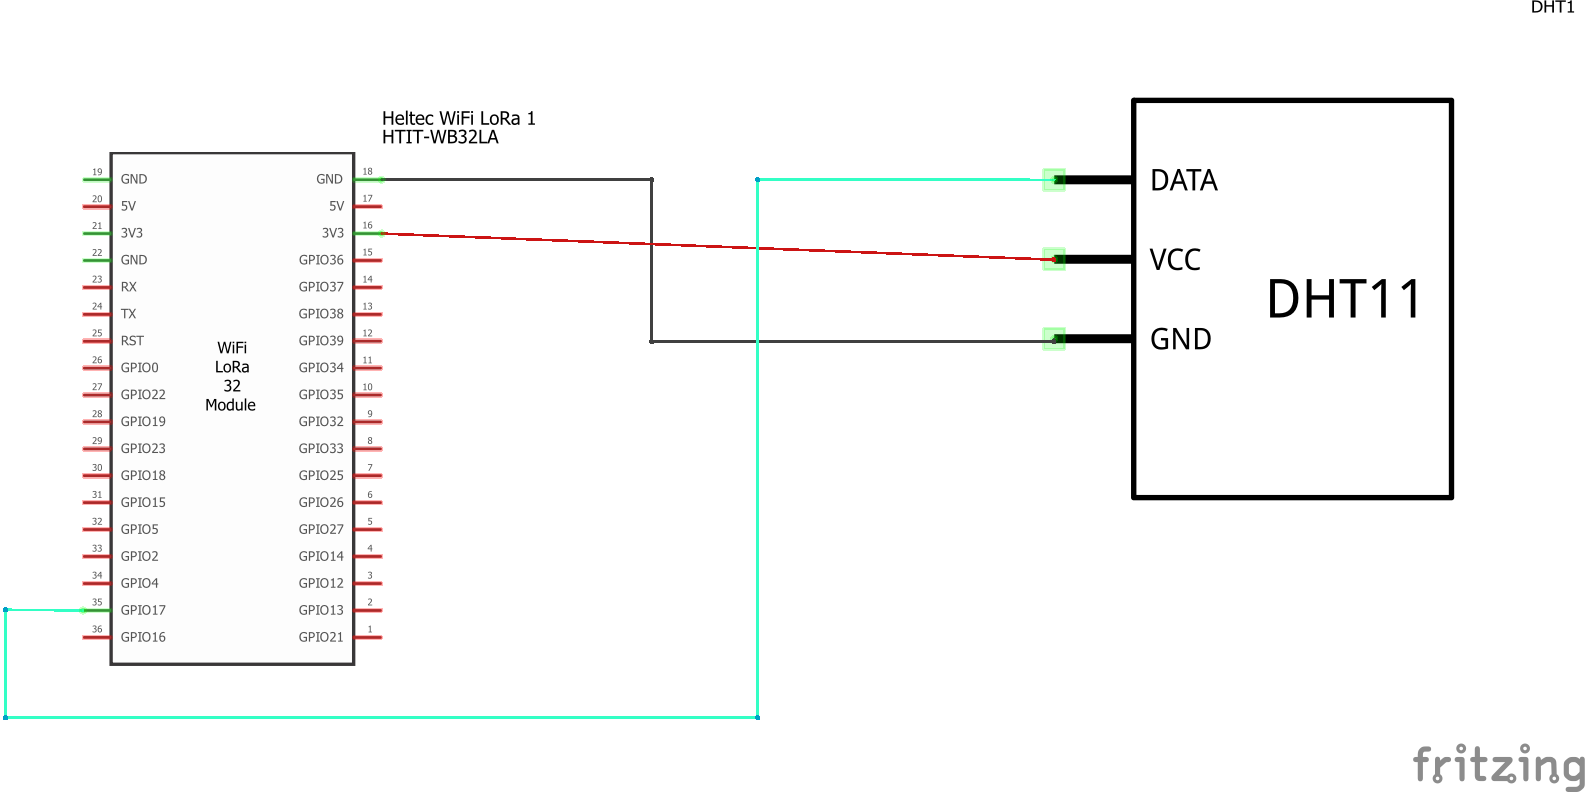 DHT1
Heltec WiFi LoRa 1
HTIT-WB32LA
19 GND GND 18
20 5V 5V 17
21 3V3 3V3 16
22 GND GPIO36 15
23 RX GPIO37 14
24 TX GPIO38 13
25 RST GPIO39 12
26 GPIO0 GPIO34 11
27 GPIO22 GPIO35 10
28 GPIO19 GPIO32 9
29 GPIO23 GPIO33 8
30 GPIO18 GPIO25 7
31 GPIO15 GPIO26 6
32 GPIO5 GPIO27 5
33 GPIO2 GPIO14 4
34 GPIO4 GPIO12 3
35 GPIO17 GPIO13 2
36 GPIO16 GPIO21 1
WiFi
LoRa
32
Module
DATA
VCC
GND
DHT11
fritzing